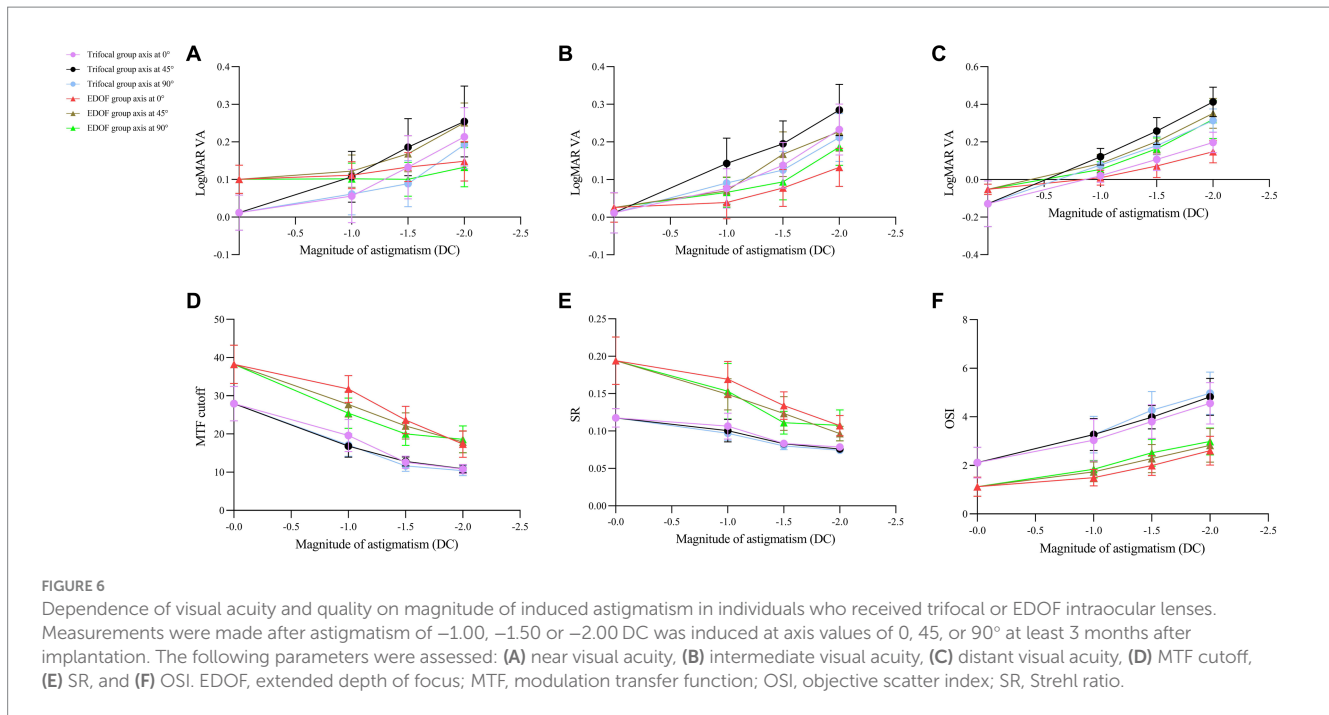 Trifocal group axis at 0°
Trifocal group axis at 45°
Trifocal group axis at 90°
EDOF group axis at 0°
EDOF group axis at 45°
EDOF group axis at 90°
A
LogMAR VA
0.4
0.3
0.2
0.1
0.0
-0.1
-0.5
-1.0
-1.5
-2.0
-2.5
Magnitude of astigmatism (DC)
B
LogMAR VA
0.4
0.3
0.2
0.1
0.0
-0.1
-0.5
-1.0
-1.5
-2.0
-2.5
Magnitude of astigmatism (DC)
C
LogMAR VA
0.6
0.4
0.2
-0.0
-0.2
-0.4
-0.5
-1.0
-1.5
-2.0
-2.5
Magnitude of astigmatism (DC)
D
MTF cutoff
50
40
30
20
10
0
-0.0
-0.5
-1.0
-1.5
-2.0
-2.5
Magnitude of astigmatism (DC)
E
SR
0.25
0.20
0.15
0.10
0.05
0.00
-0.0
-0.5
-1.0
-1.5
-2.0
-2.5
Magnitude of astigmatism (DC)
F
OSI
8
6
4
2
0
-0.0
-0.5
-1.0
-1.5
-2.0
-2.5
Magnitude of astigmatism (DC)
FIGURE 6
Dependence of visual acuity and quality on magnitude of induced astigmatism in individuals who received trifocal or EDOF intraocular lenses.
Measurements were made after astigmatism of −1.00, −1.50 or −2.00 DC was induced at axis values of 0, 45, or 90° at least 3 months after
implantation. The following parameters were assessed: (A) near visual acuity, (B) intermediate visual acuity, (C) distant visual acuity, (D) MTF cutoff,
(E) SR, and (F) OSI. EDOF, extended depth of focus; MTF, modulation transfer function; OSI, objective scatter index; SR, Strehl ratio.